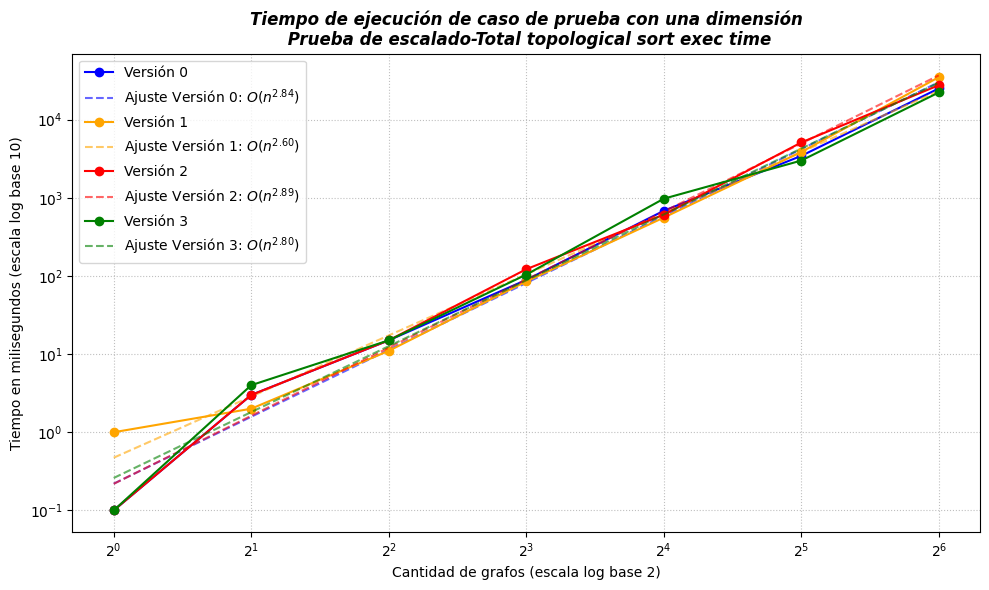 Tiempo de ejecución de caso de prueba con una dimensión
Prueba de escalado-Total topological sort exec time
Versión 0
Ajuste Versión 0: $O(n^{2.84})$
Versión 1
Ajuste Versión 1: $O(n^{2.60})$
Versión 2
Ajuste Versión 2: $O(n^{2.89})$
Versión 3
Ajuste Versión 3: $O(n^{2.80})$
Tiempo en milisegundos (escala log base 10)
$10^{4}$
$10^{3}$
$10^{2}$
$10^{1}$
$10^{0}$
$10^{-1}$
$2^{0}$ $2^{1}$ $2^{2}$ $2^{3}$ $2^{4}$ $2^{5}$ $2^{6}$
Cantidad de grafos (escala log base 2)